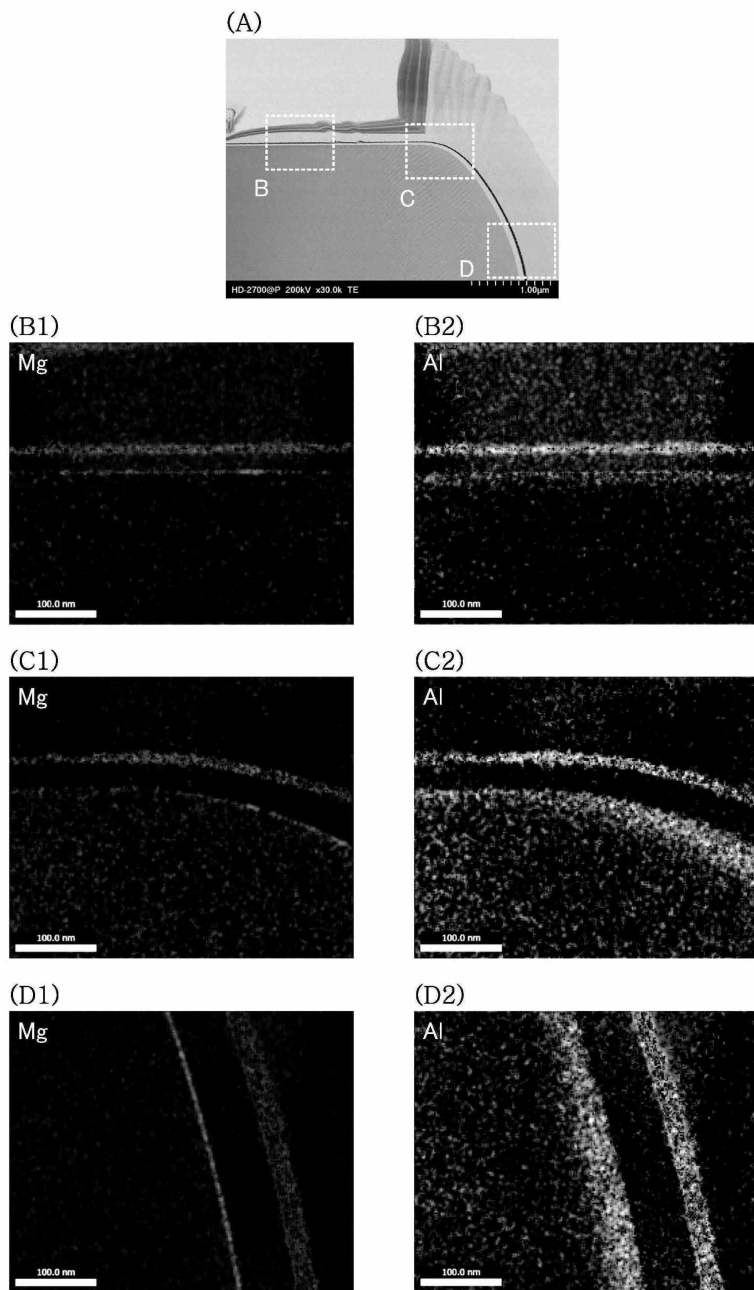 (A)
B
C
D
HD-2700@P 200kV x30.0k TE
1.00μm
(B1)
(B2)
Mg
Al
100.0 nm
100.0 nm
(C1)
(C2)
Mg
Al
100.0 nm
100.0 nm
(D1)
(D2)
Mg
Al
100.0 nm
100.0 nm